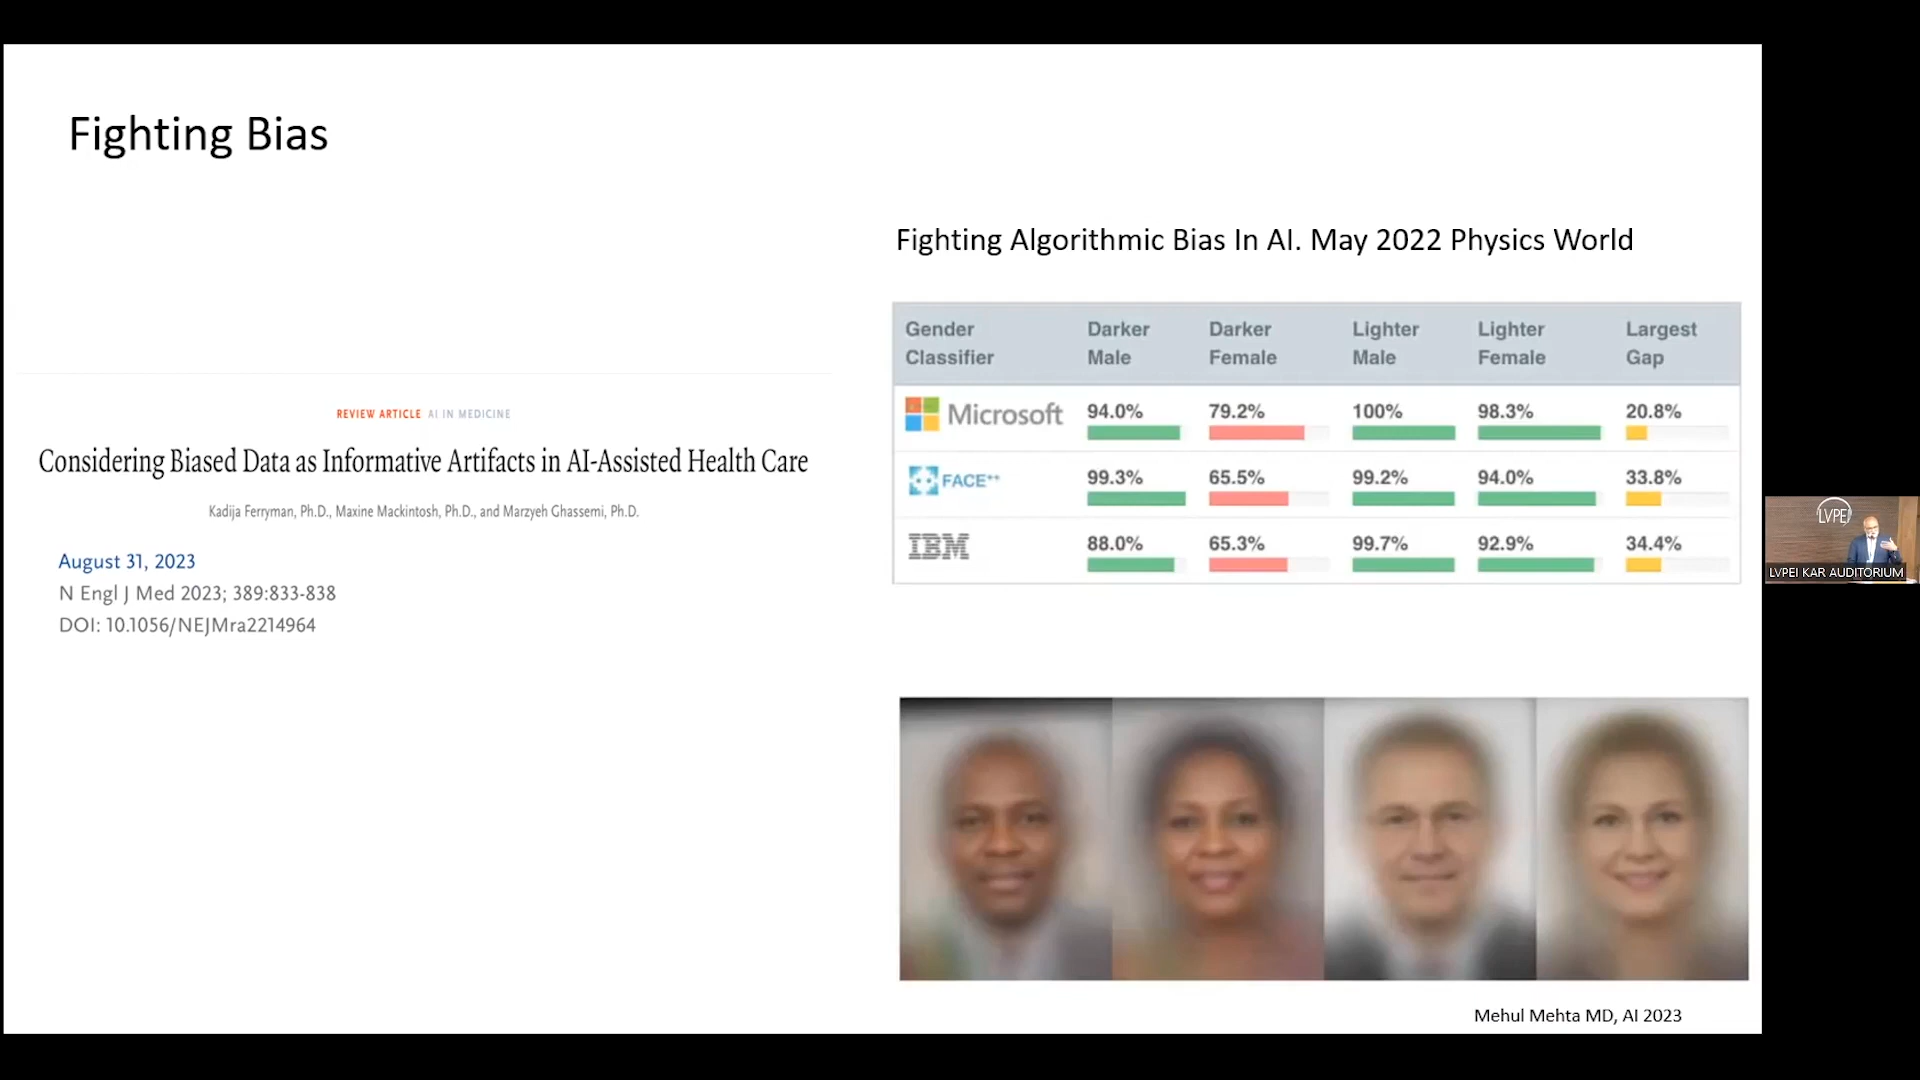 Fighting Bias
REVIEW ARTICLE AI IN MEDICINE
Considering Biased Data as Informative Artifacts in AI-Assisted Health Care
Kadija Ferryman, Ph.D., Maxine Mackintosh, Ph.D., and Marzyeh Ghassemi, Ph.D.
August 31, 2023
N Engl J Med 2023; 389:833-838
DOI: 10.1056/NEJMra2214964
Fighting Algorithmic Bias In AI. May 2022 Physics World
Gender Classifier Darker Male Darker Female Lighter Male Lighter Female Largest Gap
Microsoft 94.0% 79.2% 100% 98.3% 20.8%
FACE++ 99.3% 65.5% 99.2% 94.0% 33.8%
IBM 88.0% 65.3% 99.7% 92.9% 34.4%
Mehul Mehta MD, AI 2023
LVPEI
LVPEI KAR AUDITORIUM